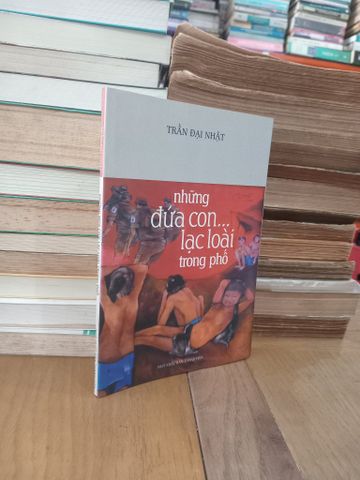 TRẦN ĐẠI NHẬT
những
đứa con...
lạc loài
trong phố